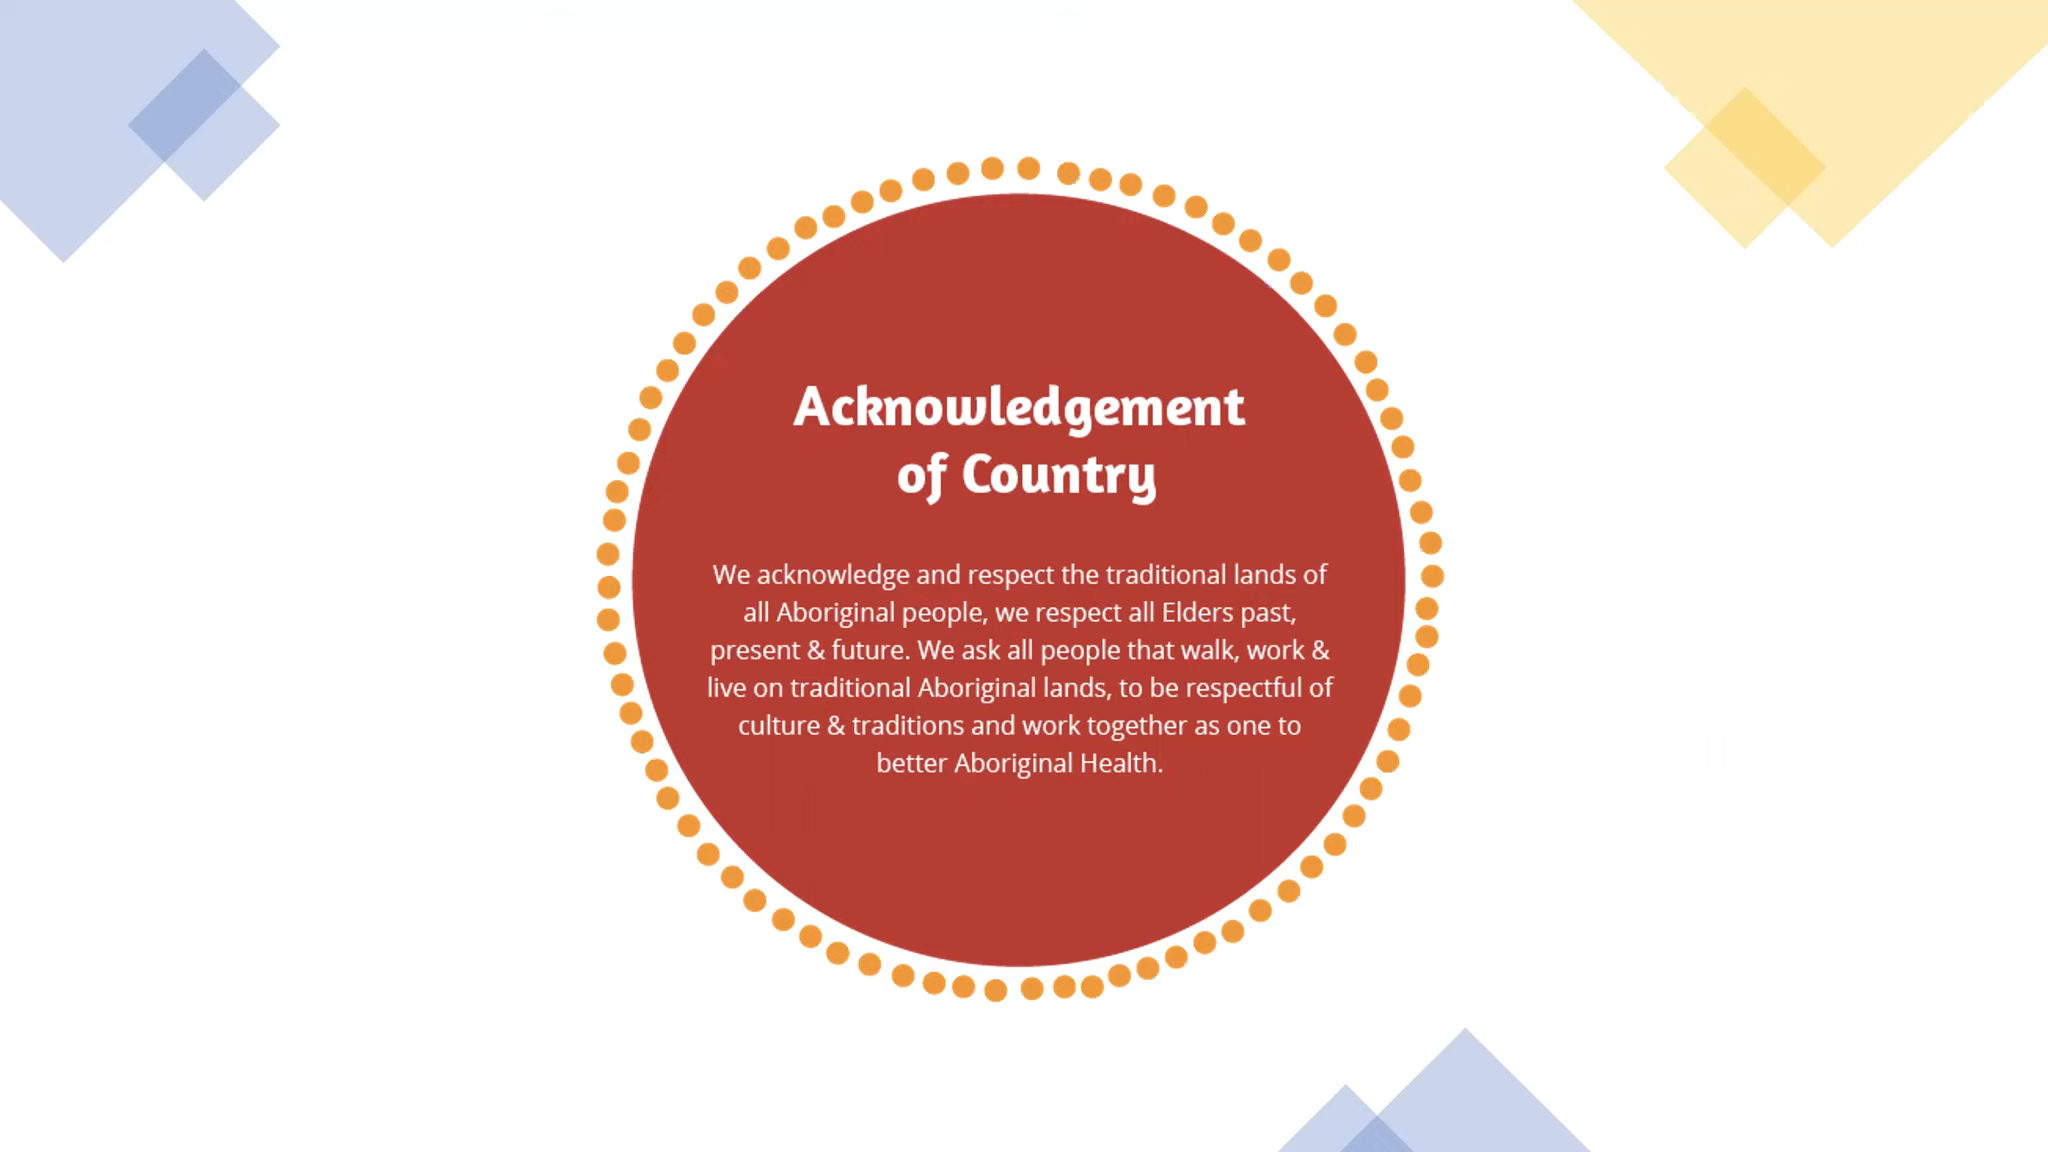 Acknowledgement
of Country
We acknowledge and respect the traditional lands of
all Aboriginal people, we respect all Elders past,
present & future. We ask all people that walk, work &
live on traditional Aboriginal lands, to be respectful of
culture & traditions and work together as one to
better Aboriginal Health.